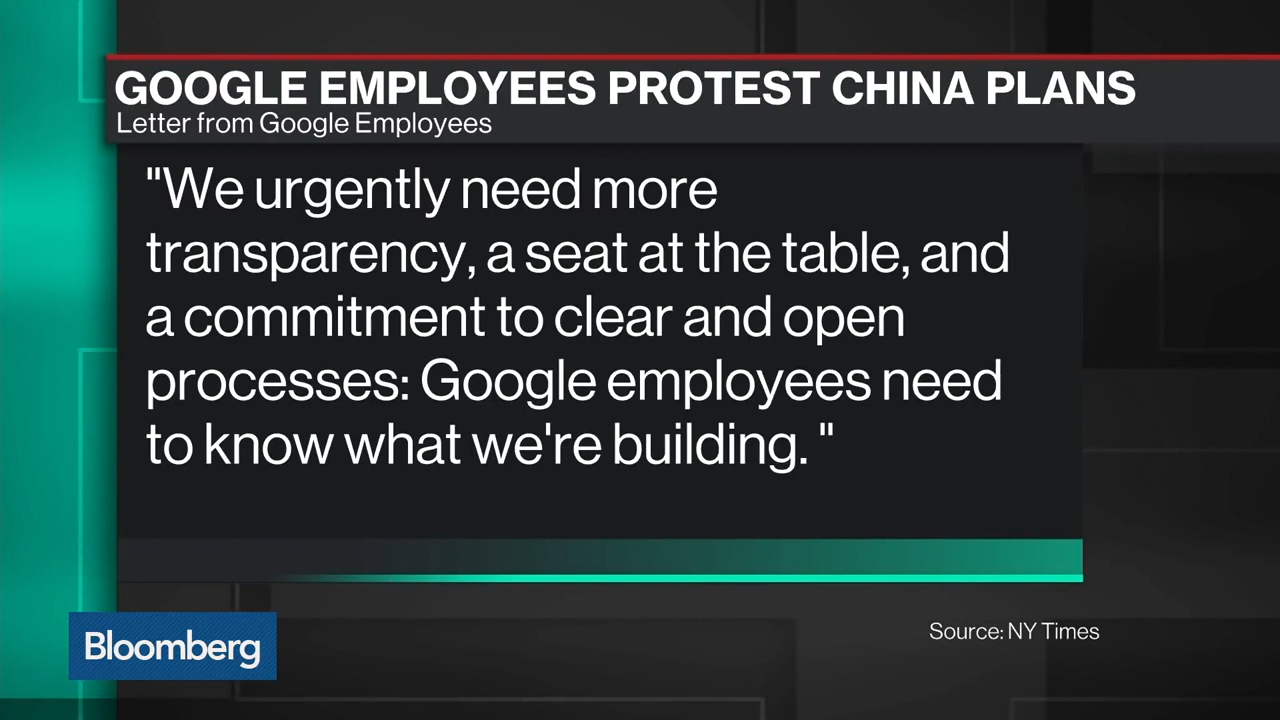 GOOGLE EMPLOYEES PROTEST CHINA PLANS
Letter from Google Employees
"We urgently need more
transparency, a seat at the table, and
a commitment to clear and open
processes: Google employees need
to know what we're building. "
Source: NY Times
Bloomberg